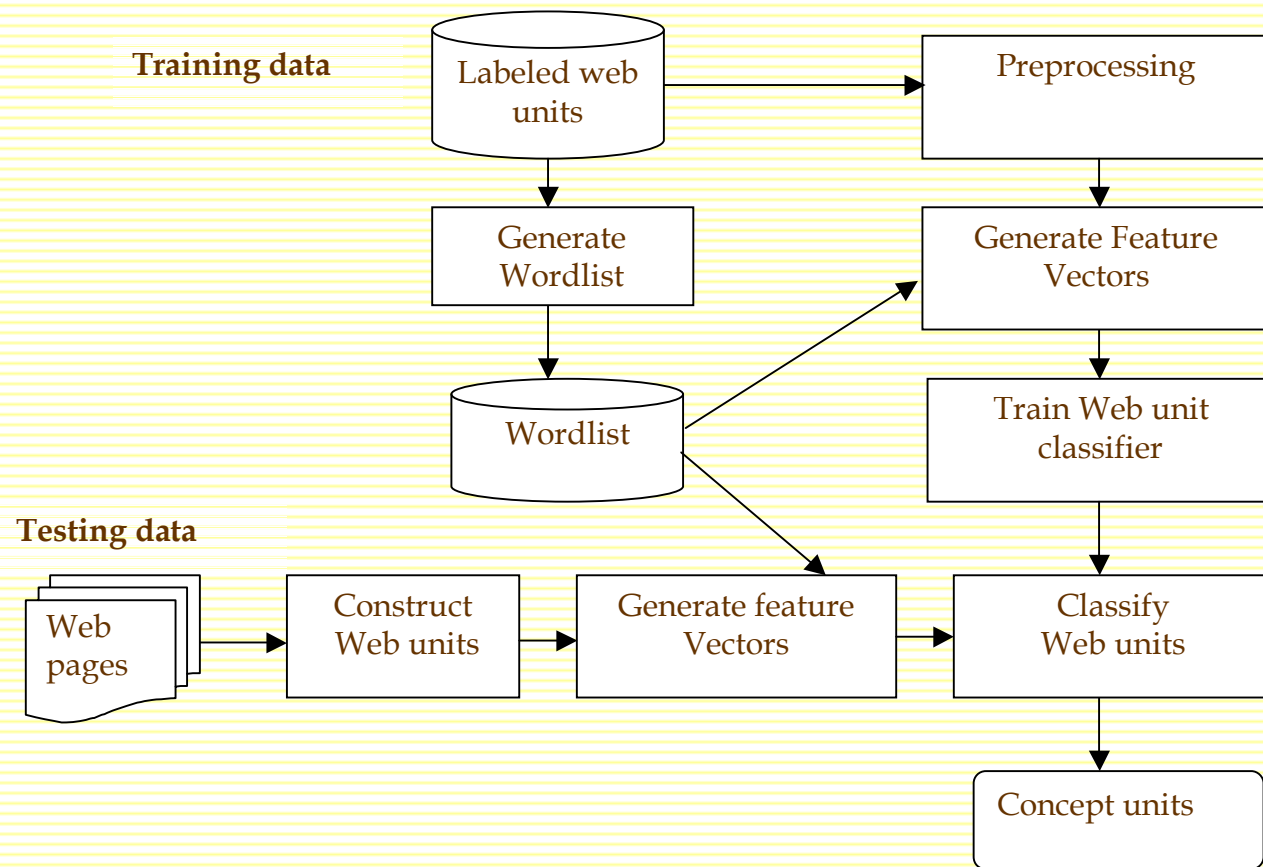 Training data
Labeled web
units
Preprocessing
Generate
Wordlist
Generate Feature
Vectors
Wordlist
Train Web unit
classifier
Testing data
Web
pages
Construct
Web units
Generate feature
Vectors
Classify
Web units
Concept units